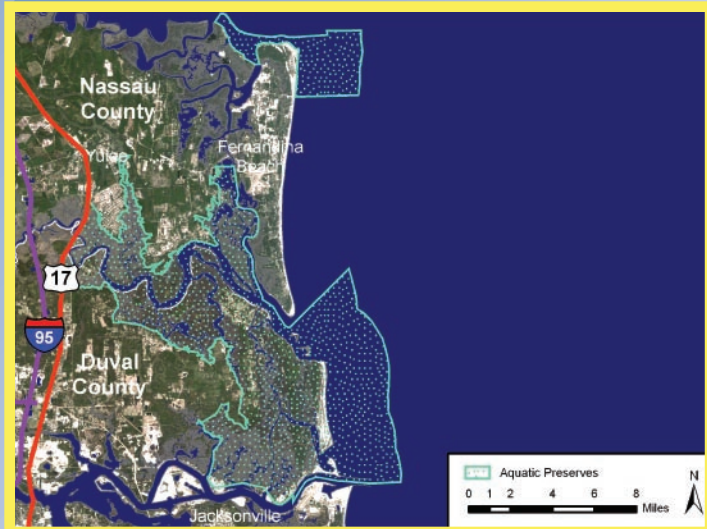 Nassau
County
Yulee
Fernandina
Beach
17
95
Duval
County
Jacksonville
Aquatic Preserves
N
0 1 2 4 6 8
Miles